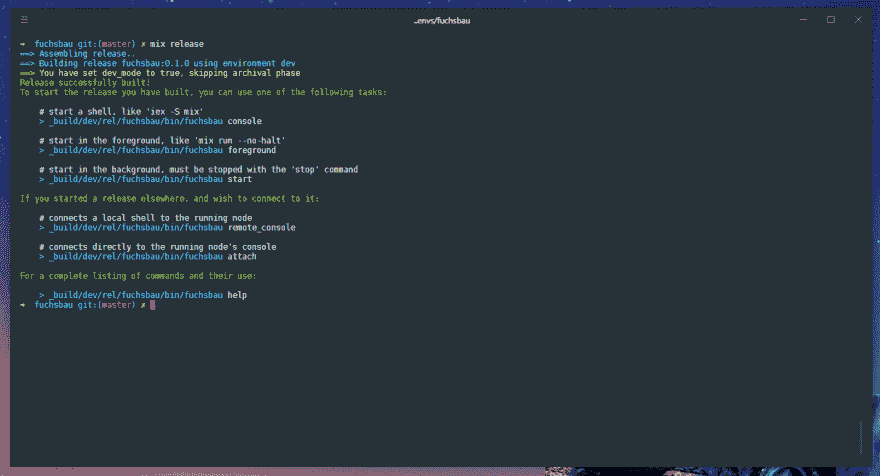 ..envs/fuchsbau
➜ fuchsbau git:(master) ✗ mix release
==> Assembling release..
==> Building release fuchsbau:0.1.0 using environment dev
==> You have set dev_mode to true, skipping archival phase
Release successfully built!
To start the release you have built, you can use one of the following tasks:
# start a shell, like 'iex -S mix'
> _build/dev/rel/fuchsbau/bin/fuchsbau console
# start in the foreground, like 'mix run --no-halt'
> _build/dev/rel/fuchsbau/bin/fuchsbau foreground
# start in the background, must be stopped with the 'stop' command
> _build/dev/rel/fuchsbau/bin/fuchsbau start
If you started a release elsewhere, and wish to connect to it:
# connects a local shell to the running node
> _build/dev/rel/fuchsbau/bin/fuchsbau remote_console
# connects directly to the running node's console
> _build/dev/rel/fuchsbau/bin/fuchsbau attach
For a complete listing of commands and their use:
> _build/dev/rel/fuchsbau/bin/fuchsbau help
➜ fuchsbau git:(master) ✗